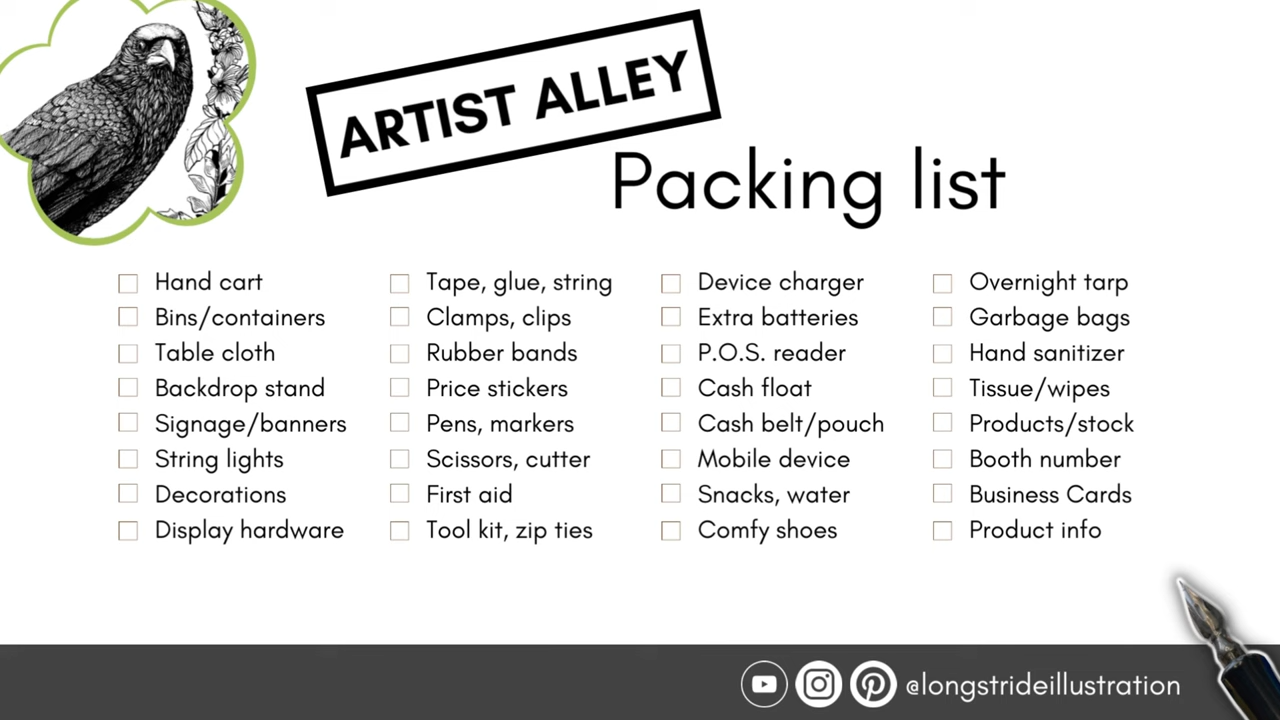 ARTIST ALLEY
Packing list
Hand cart
Bins/containers
Table cloth
Backdrop stand
Signage/banners
String lights
Decorations
Display hardware
Tape, glue, string
Clamps, clips
Rubber bands
Price stickers
Pens, markers
Scissors, cutter
First aid
Tool kit, zip ties
Device charger
Extra batteries
P.O.S. reader
Cash float
Cash belt/pouch
Mobile device
Snacks, water
Comfy shoes
Overnight tarp
Garbage bags
Hand sanitizer
Tissue/wipes
Products/stock
Booth number
Business Cards
Product info
@longstrideillustration